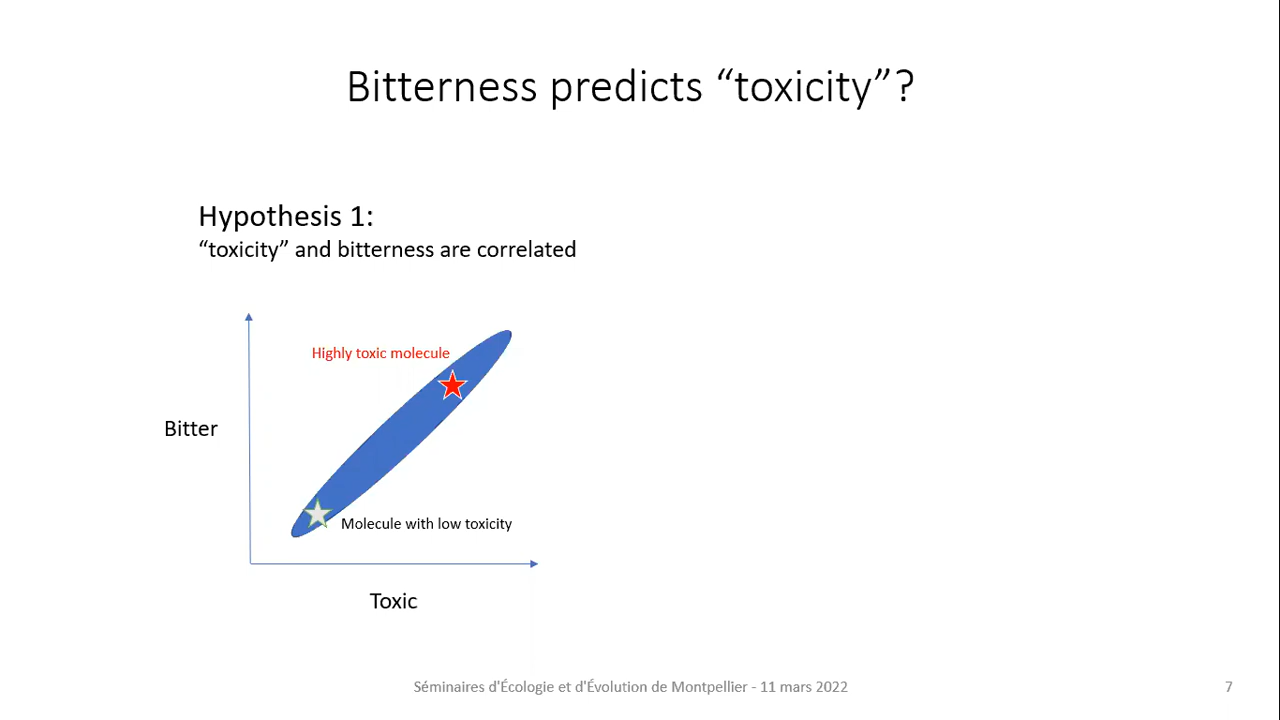 Bitterness predicts “toxicity”?
Hypothesis 1:
“toxicity” and bitterness are correlated
Highly toxic molecule
Bitter
Molecule with low toxicity
Toxic
Séminaires d'Écologie et d'Évolution de Montpellier - 11 mars 2022
7